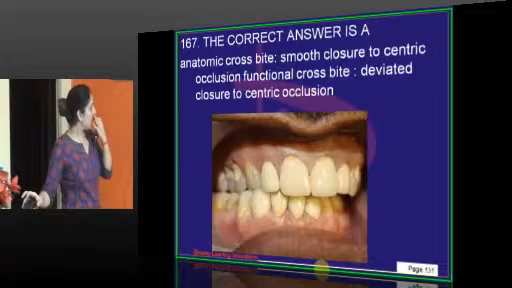 167. THE CORRECT ANSWER IS A
anatomic cross bite: smooth closure to centric
occlusion functional cross bite : deviated
closure to centric occlusion
Page 131